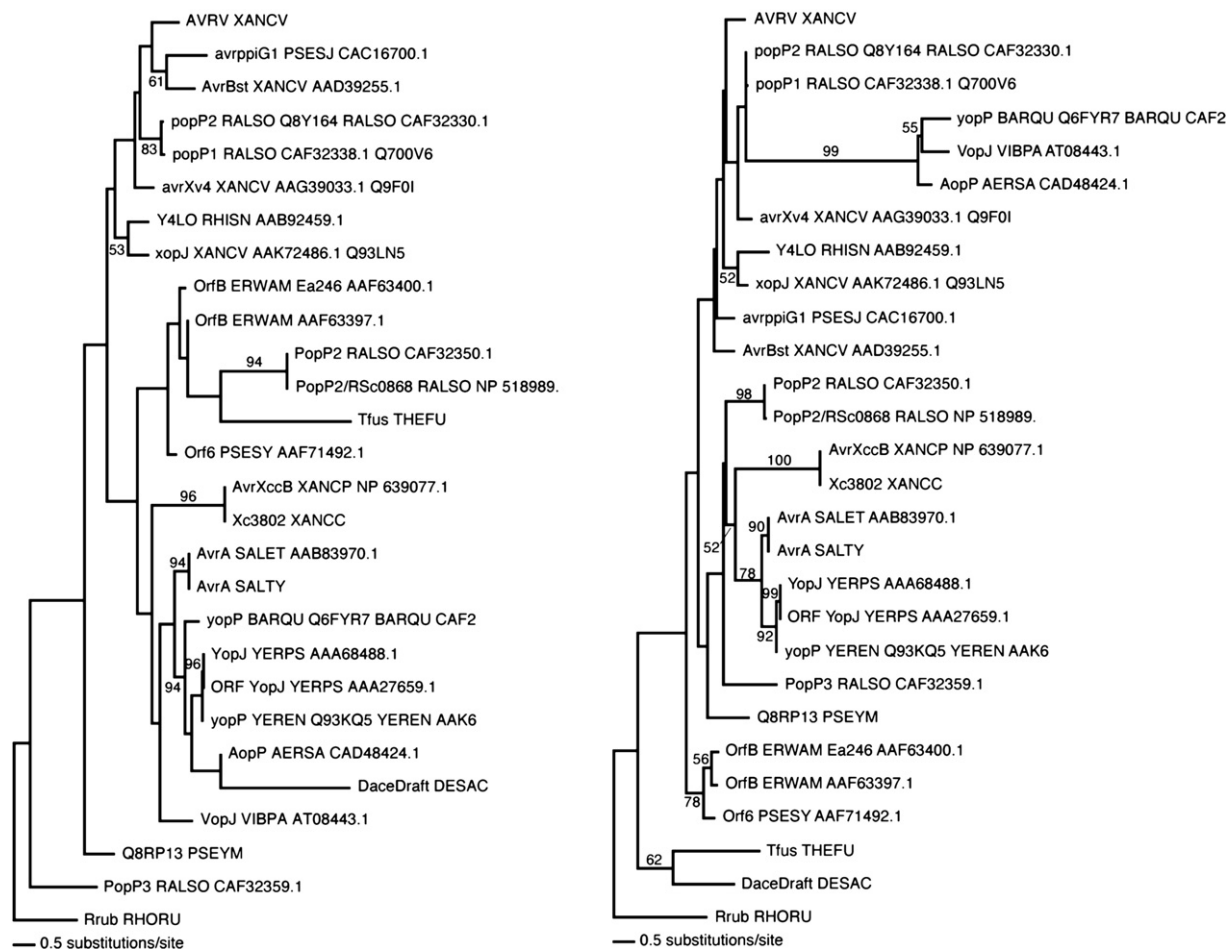 AVRV XANCV
avrppiG1 PSESJ CAC16700.1
61
AvrBst XANCV AAD39255.1
popP2 RALSO Q8Y164 RALSO CAF32330.1
83
popP1 RALSO CAF32338.1 Q700V6
avrXv4 XANCV AAG39033.1 Q9F0I
Y4LO RHISN AAB92459.1
53
xopJ XANCV AAK72486.1 Q93LN5
OrfB ERWAM Ea246 AAF63400.1
OrfB ERWAM AAF63397.1
94
PopP2 RALSO CAF32350.1
PopP2/RSc0868 RALSO NP 518989.
Tfus THEFU
Orf6 PSESY AAF71492.1
96
AvrXccB XANCP NP 639077.1
Xc3802 XANCC
94
AvrA SALET AAB83970.1
AvrA SALTY
yopP BARQU Q6FYR7 BARQU CAF2
96
YopJ YERPS AAA68488.1
94
ORF YopJ YERPS AAA27659.1
yopP YEREN Q93KQ5 YEREN AAK6
AopP AERSA CAD48424.1
DaceDraft DESAC
VopJ VIBPA AT08443.1
Q8RP13 PSEYM
PopP3 RALSO CAF32359.1
Rrub RHORU
0.5 substitutions/site
AVRV XANCV
popP2 RALSO Q8Y164 RALSO CAF32330.1
popP1 RALSO CAF32338.1 Q700V6
55
yopP BARQU Q6FYR7 BARQU CAF2
99
VopJ VIBPA AT08443.1
AopP AERSA CAD48424.1
avrXv4 XANCV AAG39033.1 Q9F0I
Y4LO RHISN AAB92459.1
52
xopJ XANCV AAK72486.1 Q93LN5
avrppiG1 PSESJ CAC16700.1
AvrBst XANCV AAD39255.1
98
PopP2 RALSO CAF32350.1
PopP2/RSc0868 RALSO NP 518989.
100
AvrXccB XANCP NP 639077.1
Xc3802 XANCC
90
AvrA SALET AAB83970.1
52
AvrA SALTY
78
99
YopJ YERPS AAA68488.1
ORF YopJ YERPS AAA27659.1
92
yopP YEREN Q93KQ5 YEREN AAK6
PopP3 RALSO CAF32359.1
Q8RP13 PSEYM
56
OrfB ERWAM Ea246 AAF63400.1
OrfB ERWAM AAF63397.1
78
Orf6 PSESY AAF71492.1
62
Tfus THEFU
DaceDraft DESAC
Rrub RHORU
0.5 substitutions/site